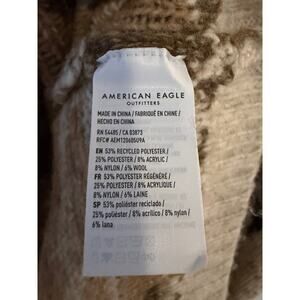 AMERICAN EAGLE
OUTFITTERS
MADE IN CHINA / FABRIQUÉ EN CHINE /
HECHO EN CHINA
RN 54485 / CA 03873
RFC# AEM12060509A
EN 53% RECYCLED POLYESTER /
25% POLYESTER / 8% ACRYLIC /
8% NYLON / 6% WOOL
FR 53% POLYESTER RÉGÉNÉRÉ /
25% POLYESTER / 8% ACRYLIQUE /
8% NYLON / 6% LAINE
SP 53% poliéster reciclado /
25% poliéster / 8% acrílico / 8% nylon /
6% lana